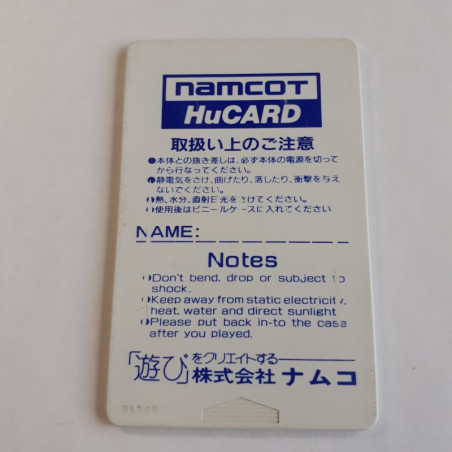 namcot
HuCARD
取扱い上のご注意
●本体との抜き差しは、必ず本体の電源を切って
から行なってください。
●静電気をさけ、曲げたり、落したり、衝撃を与え
ないでください。
●熱、水分、直射日光をさけてください。
●使用後はビニールケースに入れてください
NAME:
Notes
●Don't bend, drop or subject to
shock.
●Keep away from static electricity,
heat, water and direct sunlight
●Please put back in-to the case
after you played.
「遊び」をクリエイトする
株式会社 ナムコ